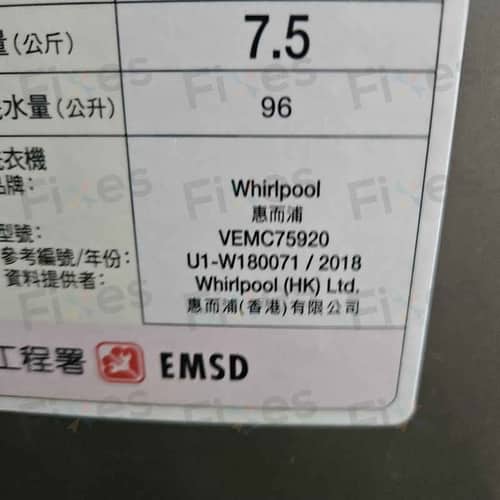 量(公斤) 7.5
水量(公升) 96
衣機
品牌: Whirlpool
惠而浦
型號: VEMC75920
參考編號/年份: U1-W180071 / 2018
資料提供者: Whirlpool (HK) Ltd.
惠而浦(香港)有限公司
工程署 EMSD